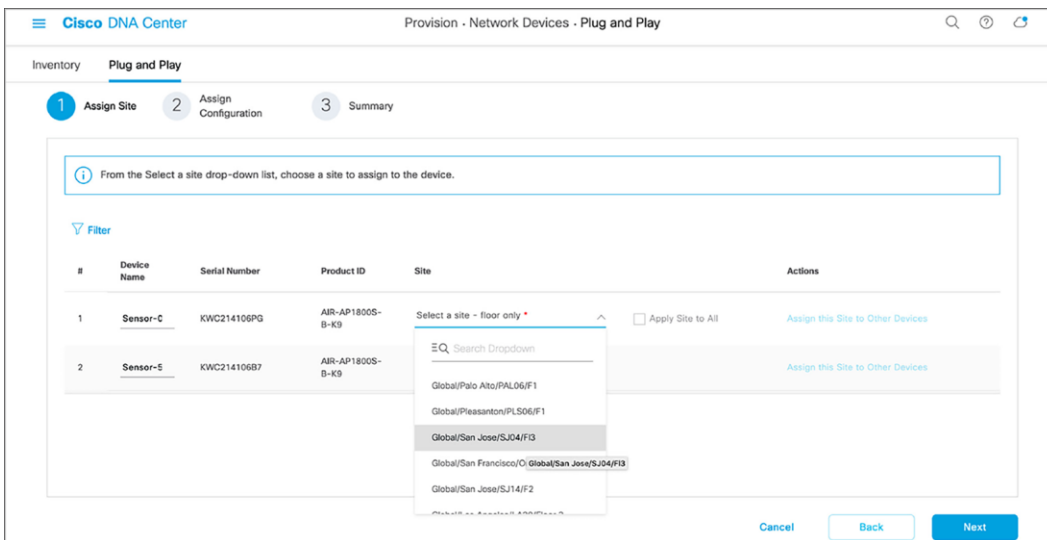 Cisco DNA Center
Provision · Network Devices · Plug and Play
Inventory
Plug and Play
1 Assign Site
2 Assign Configuration
3 Summary
From the Select a site drop-down list, choose a site to assign to the device.
Filter
# Device Name Serial Number Product ID Site Actions
1 KWC214106PG AIR-AP1800S-B-K9 Select a site - floor only * Apply Site to All Assign this Site to Other Devices
Search Dropdown
2 KWC214106B7 AIR-AP1800S-B-K9 Assign this Site to Other Devices
Global/Palo Alto/PAL06/F1
Global/Pleasanton/PLS06/F1
Global/San Jose/SJ04/Fl3
Global/San Francisco/O
Global/San Jose/SJ04/Fl3
Global/San Jose/SJ14/F2
Cancel
Back
Next